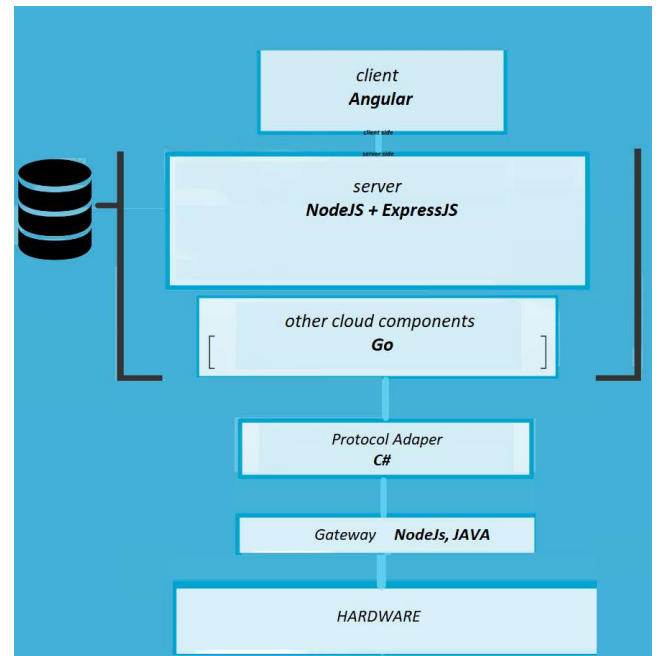 client
Angular
client side
server side
server
NodeJS + ExpressJS
other cloud components
Go
[ ]
Protocol Adaper
C#
Gateway NodeJs, JAVA
HARDWARE